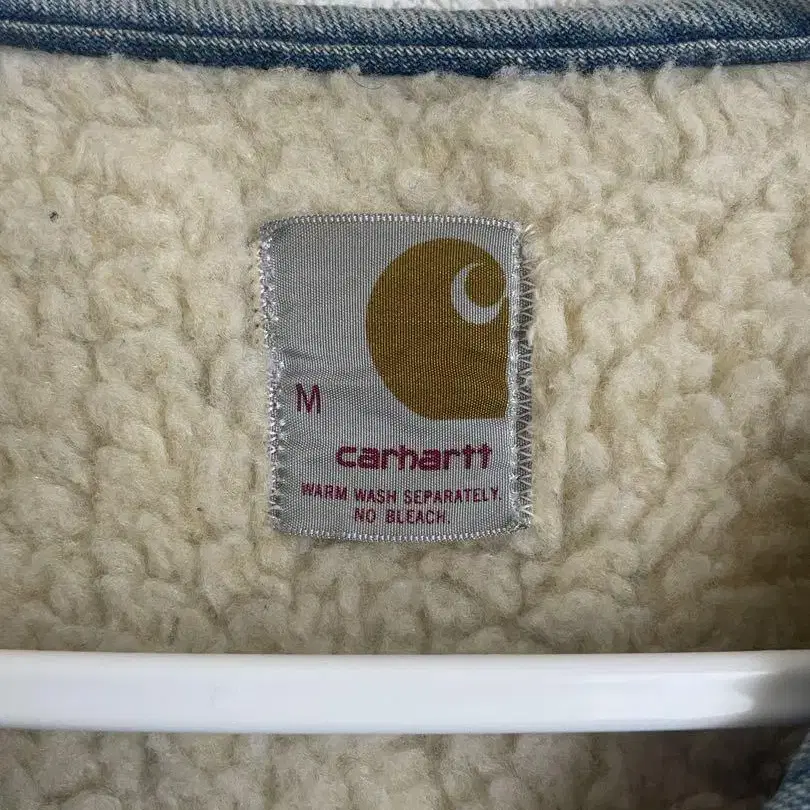 M
carhartt
WARM WASH SEPARATELY.
NO BLEACH.